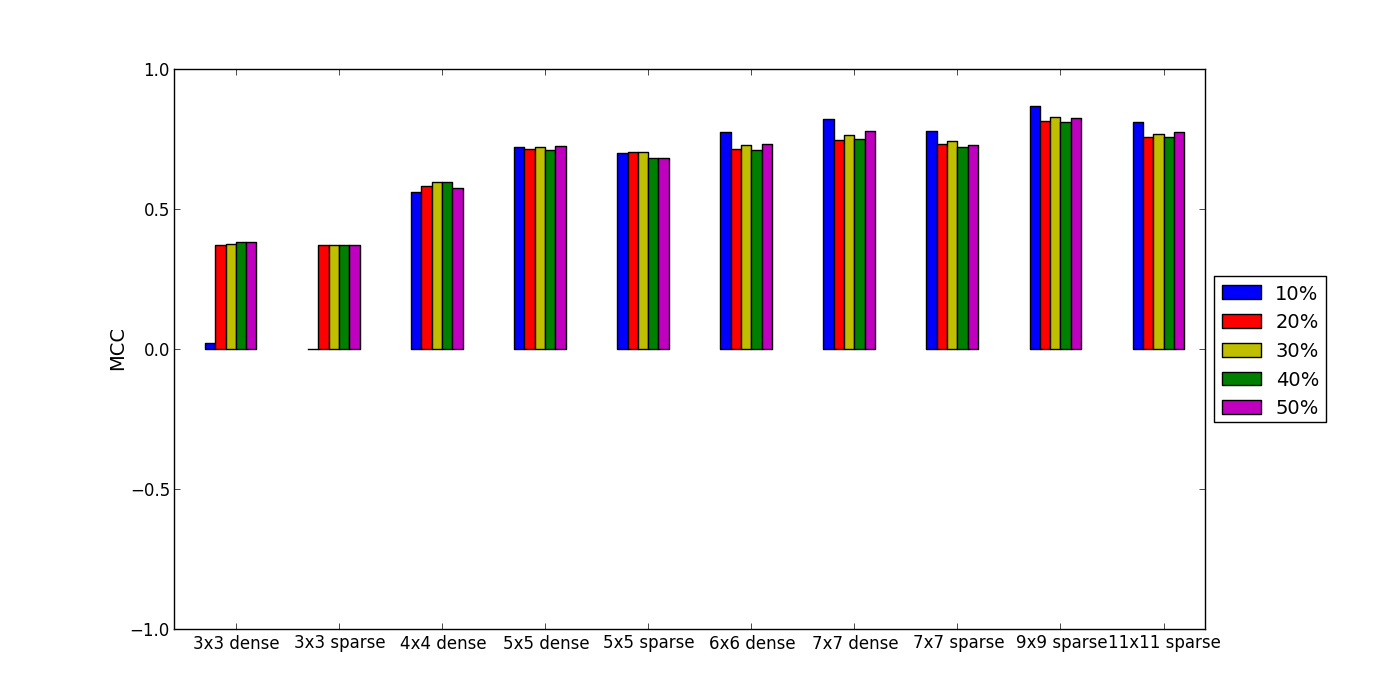 1.0
0.5
0.0
−0.5
−1.0
MCC
3x3 dense
3x3 sparse
4x4 dense
5x5 dense
5x5 sparse
6x6 dense
7x7 dense
7x7 sparse
9x9 sparse
11x11 sparse
10%
20%
30%
40%
50%